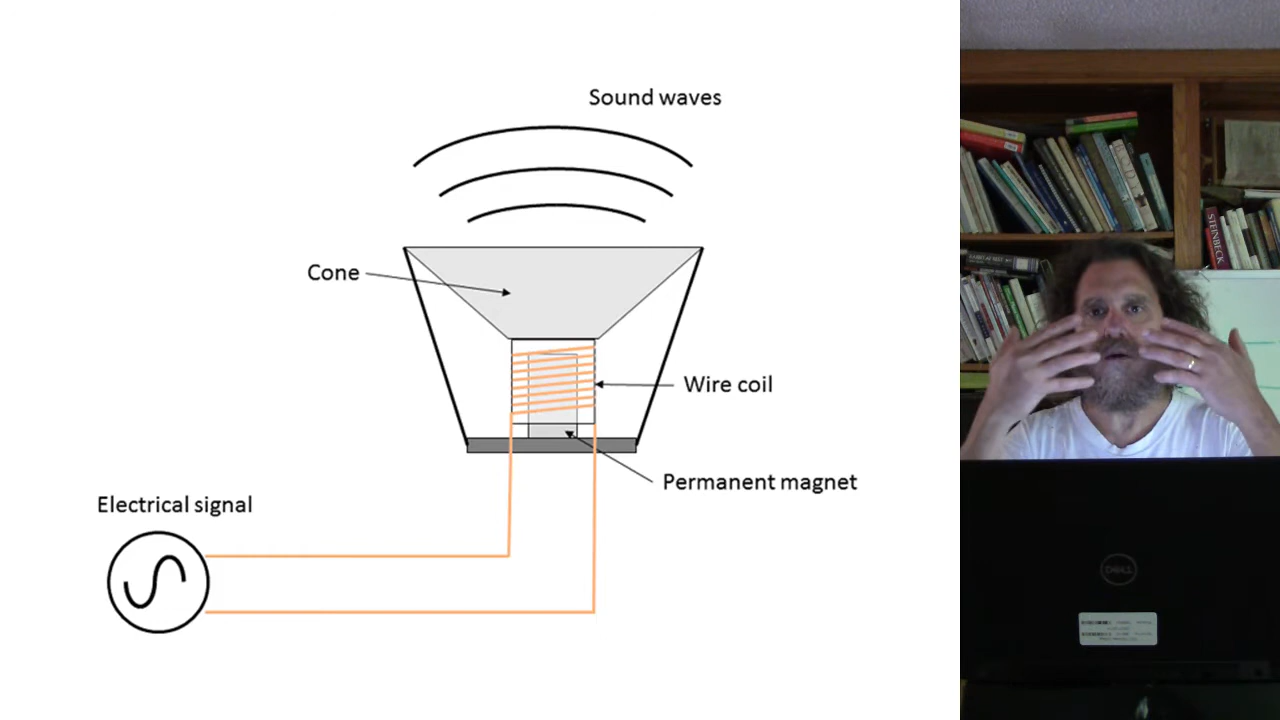 Sound waves
Cone
Wire coil
Permanent magnet
Electrical signal
STEINBECK
DELL